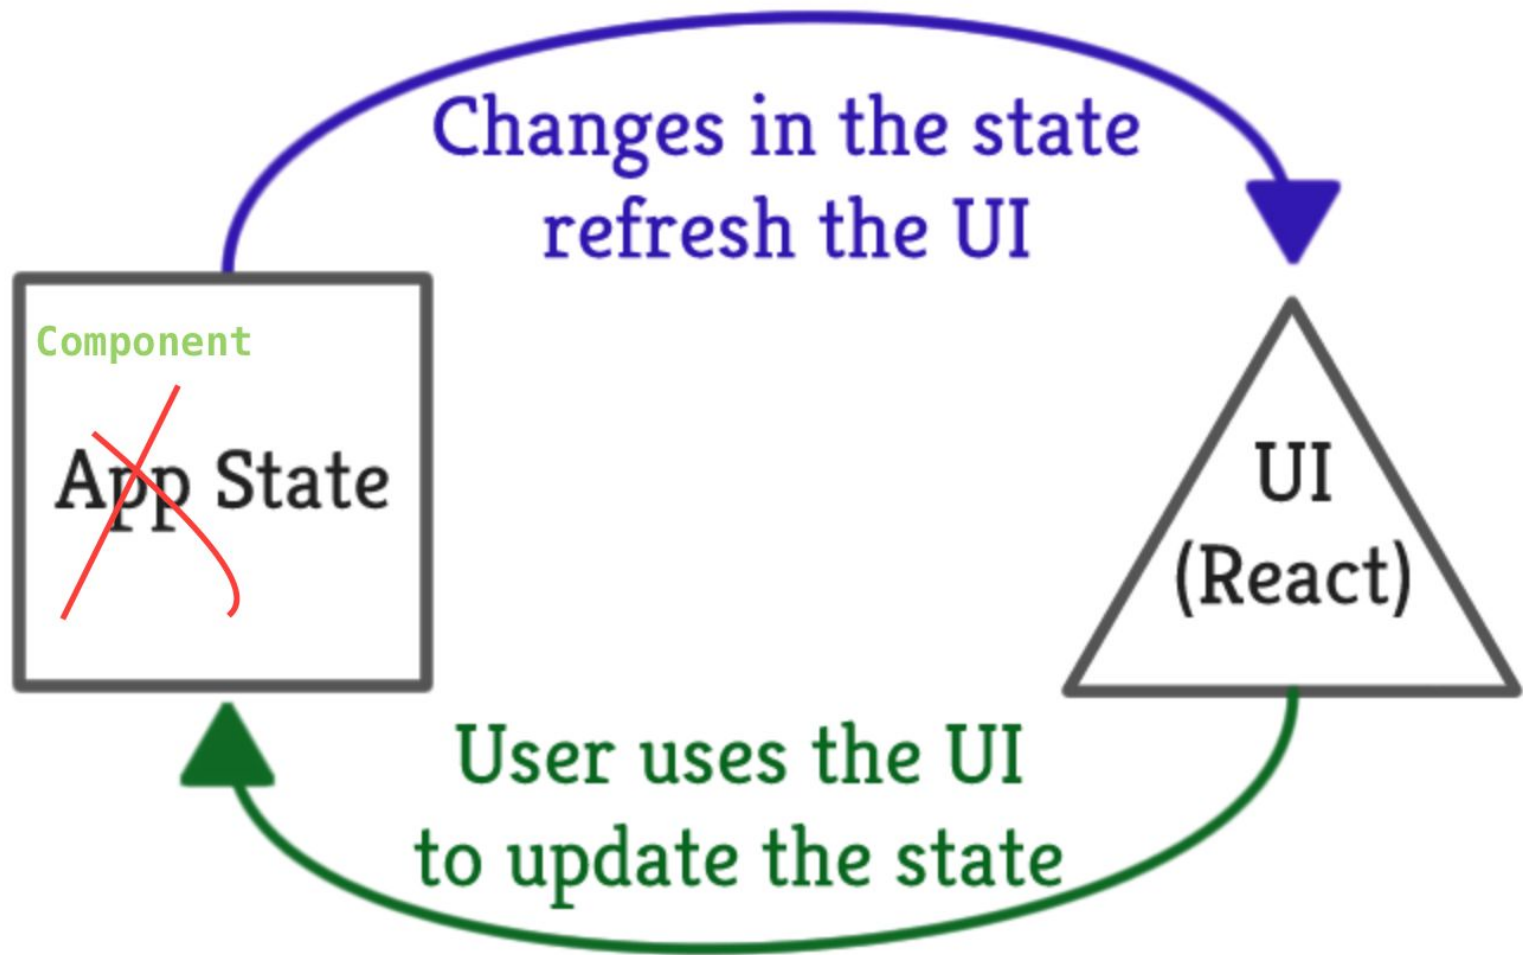 Changes in the state
refresh the UI
Component
App State
UI
(React)
User uses the UI
to update the state